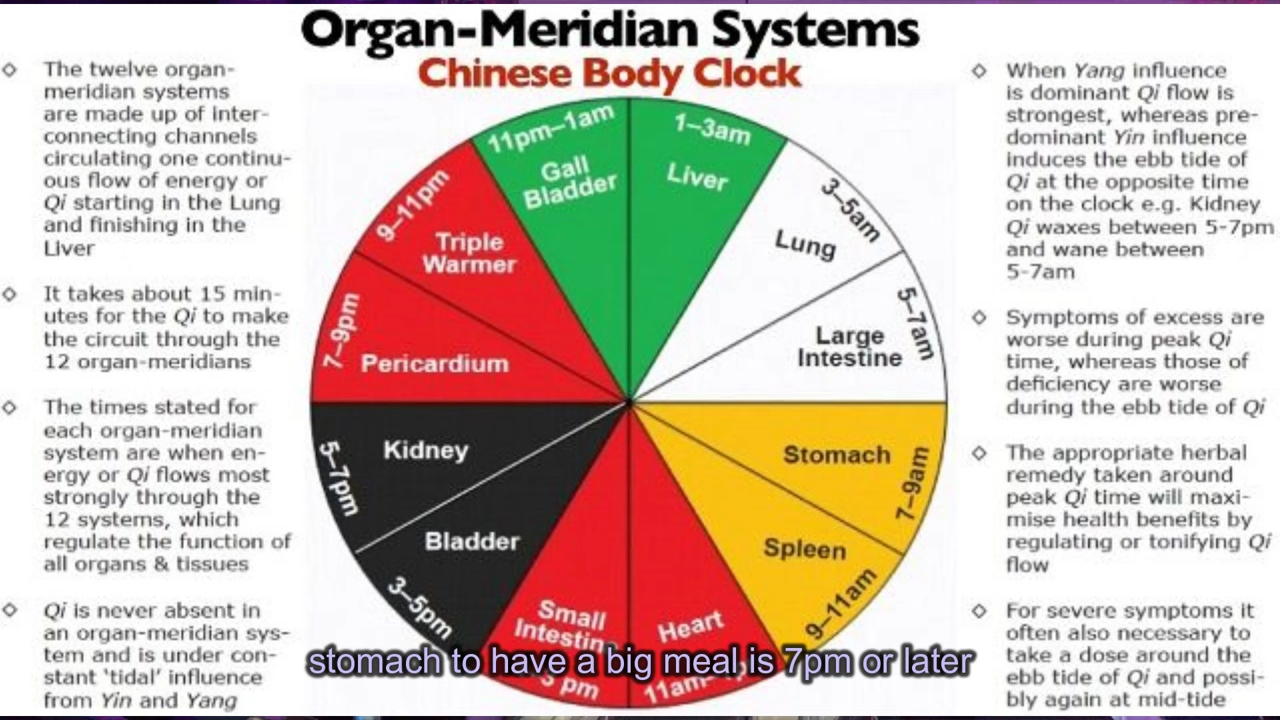 Organ-Meridian Systems
Chinese Body Clock
◇ The twelve organ-
meridian systems
are made up of inter-
connecting channels
circulating one continu-
ous flow of energy or
Qi starting in the Lung
and finishing in the
Liver
◇ It takes about 15 min-
utes for the Qi to make
the circuit through the
12 organ-meridians
◇ The times stated for
each organ-meridian
system are when en-
ergy or Qi flows most
strongly through the
12 systems, which
regulate the function of
all organs & tissues
◇ Qi is never absent in
an organ-meridian sys-
tem and is under con-
stant ‘tidal’ influence
from Yin and Yang
11pm–1am
Gall
Bladder
1–3am
Liver
3–5am
Lung
5–7am
Large
Intestine
Stomach
7–9am
Spleen
9–11am
Heart
11am–
Small
Intestin
pm
Bladder
3–5pm
Kidney
5–7pm
Pericardium
7–9pm
Triple
Warmer
9–11pm
◇ When Yang influence
is dominant Qi flow is
strongest, whereas pre-
dominant Yin influence
induces the ebb tide of
Qi at the opposite time
on the clock e.g. Kidney
Qi waxes between 5-7pm
and wane between
5-7am
◇ Symptoms of excess are
worse during peak Qi
time, whereas those of
deficiency are worse
during the ebb tide of Qi
◇ The appropriate herbal
remedy taken around
peak Qi time will maxi-
mise health benefits by
regulating or tonifying Qi
flow
◇ For severe symptoms it
often also necessary to
take a dose around the
ebb tide of Qi and possi-
bly again at mid-tide
stomach to have a big meal is 7pm or later